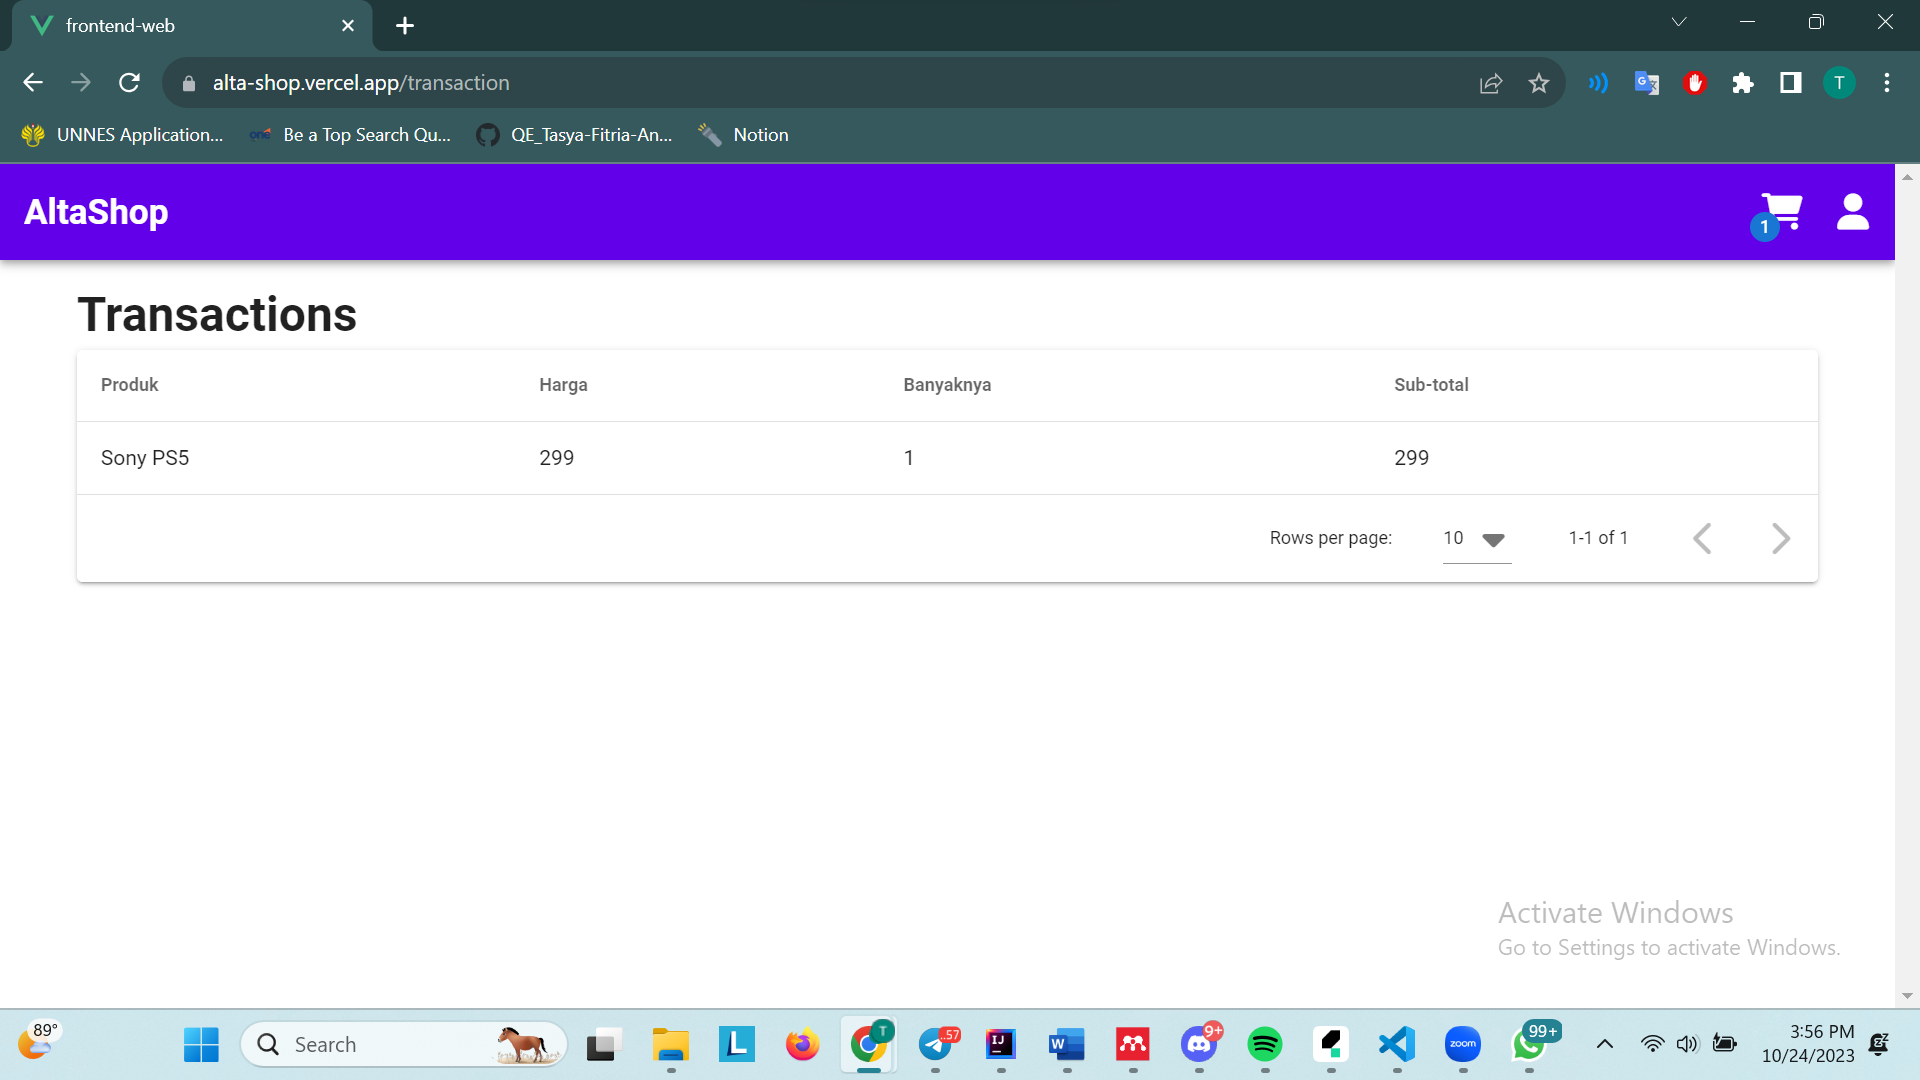 frontend-web
alta-shop.vercel.app/transaction
T
UNNES Application...
one
Be a Top Search Qu...
QE_Tasya-Fitria-An...
Notion
AltaShop
1
Transactions
Produk Harga Banyaknya Sub-total
Sony PS5 299 1 299
Rows per page: 10 1-1 of 1
Activate Windows
Go to Settings to activate Windows.
89°
Search
L
T
..57
IJ
W
9+
zoom
99+
3:56 PM
10/24/2023